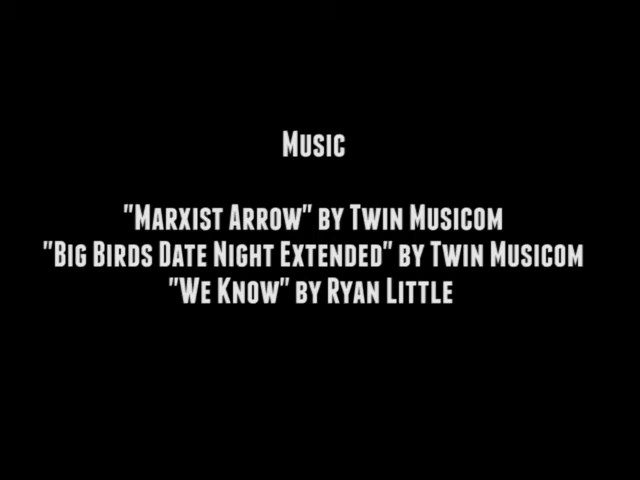 Music
"Marxist Arrow" by Twin Musicom
"Big Birds Date Night Extended" by Twin Musicom
"We Know" by Ryan Little